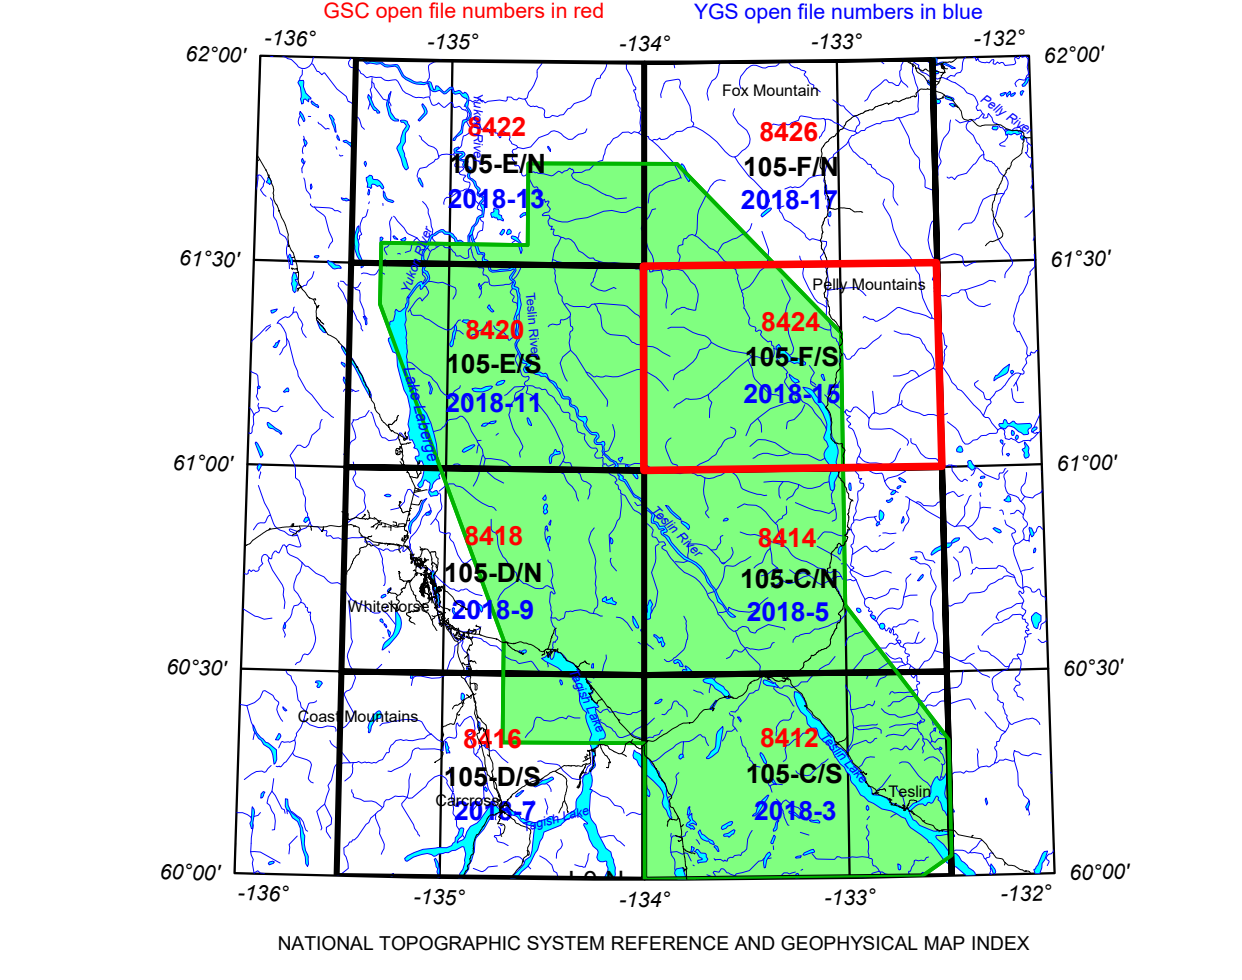 GSC open file numbers in red
YGS open file numbers in blue
-136°
-135°
-134°
-133°
-132°
62°00'
62°00'
Fox Mountain
Pelly River
Yukon River
8422
105-E/N
2018-13
8426
105-F/N
2018-17
61°30'
61°30'
Yukon River
Teslin River
Pelly Mountains
8420
105-E/S
2018-11
8424
105-F/S
2018-15
Lake Laberge
61°00'
61°00'
Teslin River
8418
105-D/N
2018-9
8414
105-C/N
2018-5
Whitehorse
60°30'
60°30'
Coast Mountains
Tagish Lake
Teslin Lake
8416
105-D/S
2018-7
8412
105-C/S
2018-3
Carcross
Teslin
Tagish Lake
60°00'
60°00'
-136°
-135°
-134°
-133°
-132°
NATIONAL TOPOGRAPHIC SYSTEM REFERENCE AND GEOPHYSICAL MAP INDEX